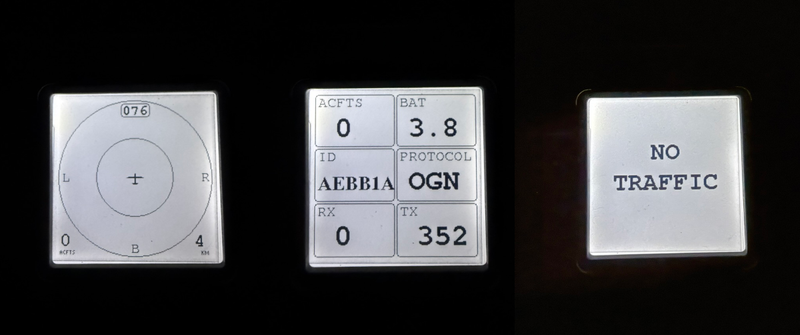 076
L R
0 4
ACFTS KM
B
ACFTS BAT
0 3.8
ID PROTOCOL
AEBB1A OGN
RX TX
0 352
NO
TRAFFIC